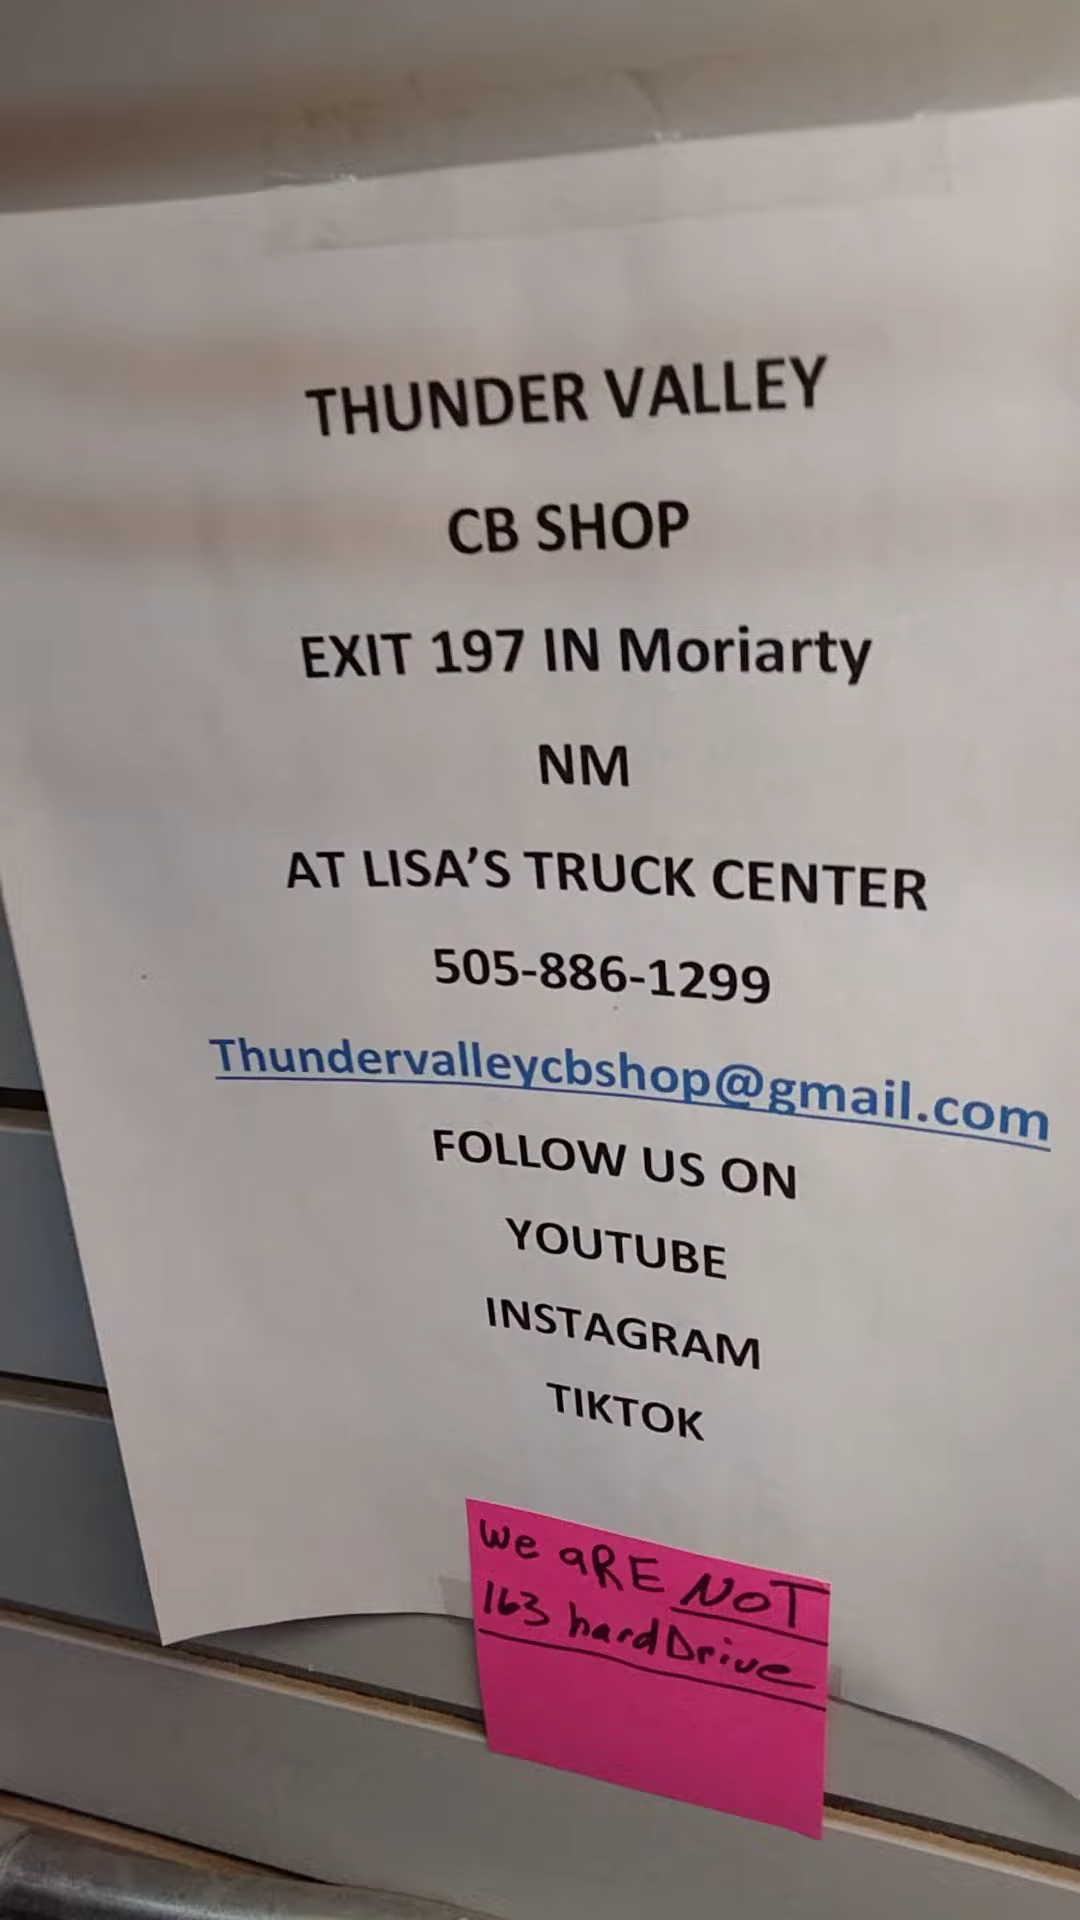 THUNDER VALLEY
CB SHOP
EXIT 197 IN Moriarty
NM
AT LISA'S TRUCK CENTER
505-886-1299
Thundervalleycbshop@gmail.com
FOLLOW US ON
YOUTUBE
INSTAGRAM
TIKTOK
We aRE NOT
163 hardDrive